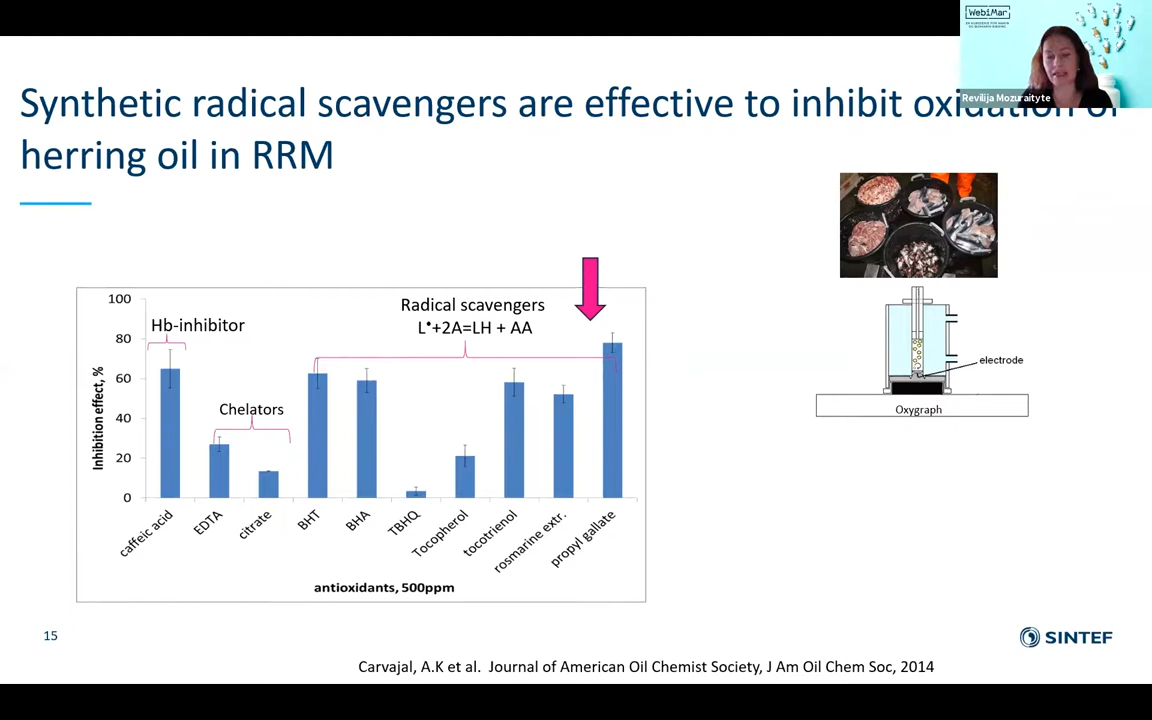 WebiMar
Revilija Mozuraityte
Synthetic radical scavengers are effective to inhibit oxidation of
herring oil in RRM
100
80
60
40
20
0
Inhibition effect, %
Hb-inhibitor
Chelators
Radical scavengers
L•+2A=LH + AA
caffeic acid
EDTA
citrate
BHT
BHA
TBHQ
Tocopherol
tocotrienol
rosmarine extr.
propyl gallate
antioxidants, 500ppm
electrode
Oxygraph
15
SINTEF
Carvajal, A.K et al. Journal of American Oil Chemist Society, J Am Oil Chem Soc, 2014